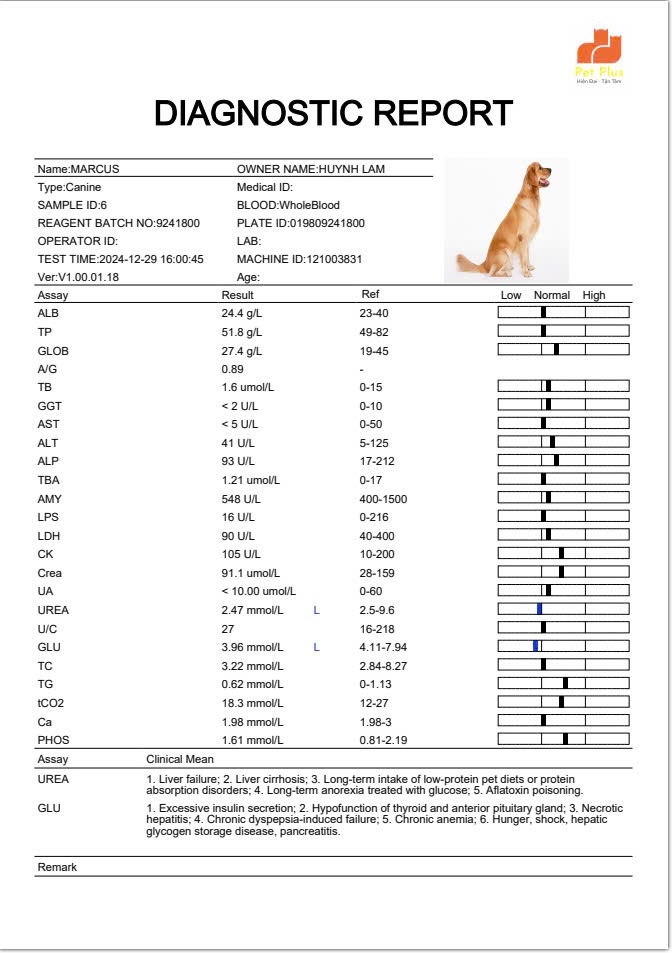 Pet Plus
Hiện Đại - Tận Tâm
DIAGNOSTIC REPORT
Name:MARCUS OWNER NAME:HUYNH LAM
Type:Canine Medical ID:
SAMPLE ID:6 BLOOD:WholeBlood
REAGENT BATCH NO:9241800 PLATE ID:019809241800
OPERATOR ID: LAB:
TEST TIME:2024-12-29 16:00:45 MACHINE ID:121003831
Ver:V1.00.01.18 Age:
Assay Result Ref Low Normal High
ALB 24.4 g/L 23-40
TP 51.8 g/L 49-82
GLOB 27.4 g/L 19-45
A/G 0.89 -
TB 1.6 umol/L 0-15
GGT < 2 U/L 0-10
AST < 5 U/L 0-50
ALT 41 U/L 5-125
ALP 93 U/L 17-212
TBA 1.21 umol/L 0-17
AMY 548 U/L 400-1500
LPS 16 U/L 0-216
LDH 90 U/L 40-400
CK 105 U/L 10-200
Crea 91.1 umol/L 28-159
UA < 10.00 umol/L 0-60
UREA 2.47 mmol/L L 2.5-9.6
U/C 27 16-218
GLU 3.96 mmol/L L 4.11-7.94
TC 3.22 mmol/L 2.84-8.27
TG 0.62 mmol/L 0-1.13
tCO2 18.3 mmol/L 12-27
Ca 1.98 mmol/L 1.98-3
PHOS 1.61 mmol/L 0.81-2.19
Assay Clinical Mean
UREA 1. Liver failure; 2. Liver cirrhosis; 3. Long-term intake of low-protein pet diets or protein
absorption disorders; 4. Long-term anorexia treated with glucose; 5. Aflatoxin poisoning.
GLU 1. Excessive insulin secretion; 2. Hypofunction of thyroid and anterior pituitary gland; 3. Necrotic
hepatitis; 4. Chronic dyspepsia-induced failure; 5. Chronic anemia; 6. Hunger, shock, hepatic
glycogen storage disease, pancreatitis.
Remark